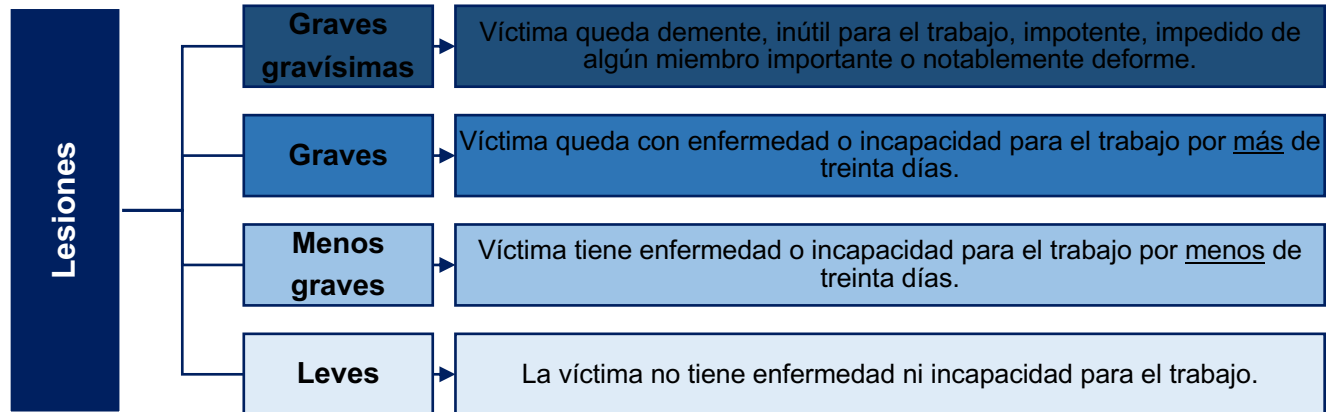 Lesiones
Graves
gravísimas
Víctima queda demente, inútil para el trabajo, impotente, impedido de
algún miembro importante o notablemente deforme.
Graves
Víctima queda con enfermedad o incapacidad para el trabajo por más de
treinta días.
Menos
graves
Víctima tiene enfermedad o incapacidad para el trabajo por menos de
treinta días.
Leves
La víctima no tiene enfermedad ni incapacidad para el trabajo.